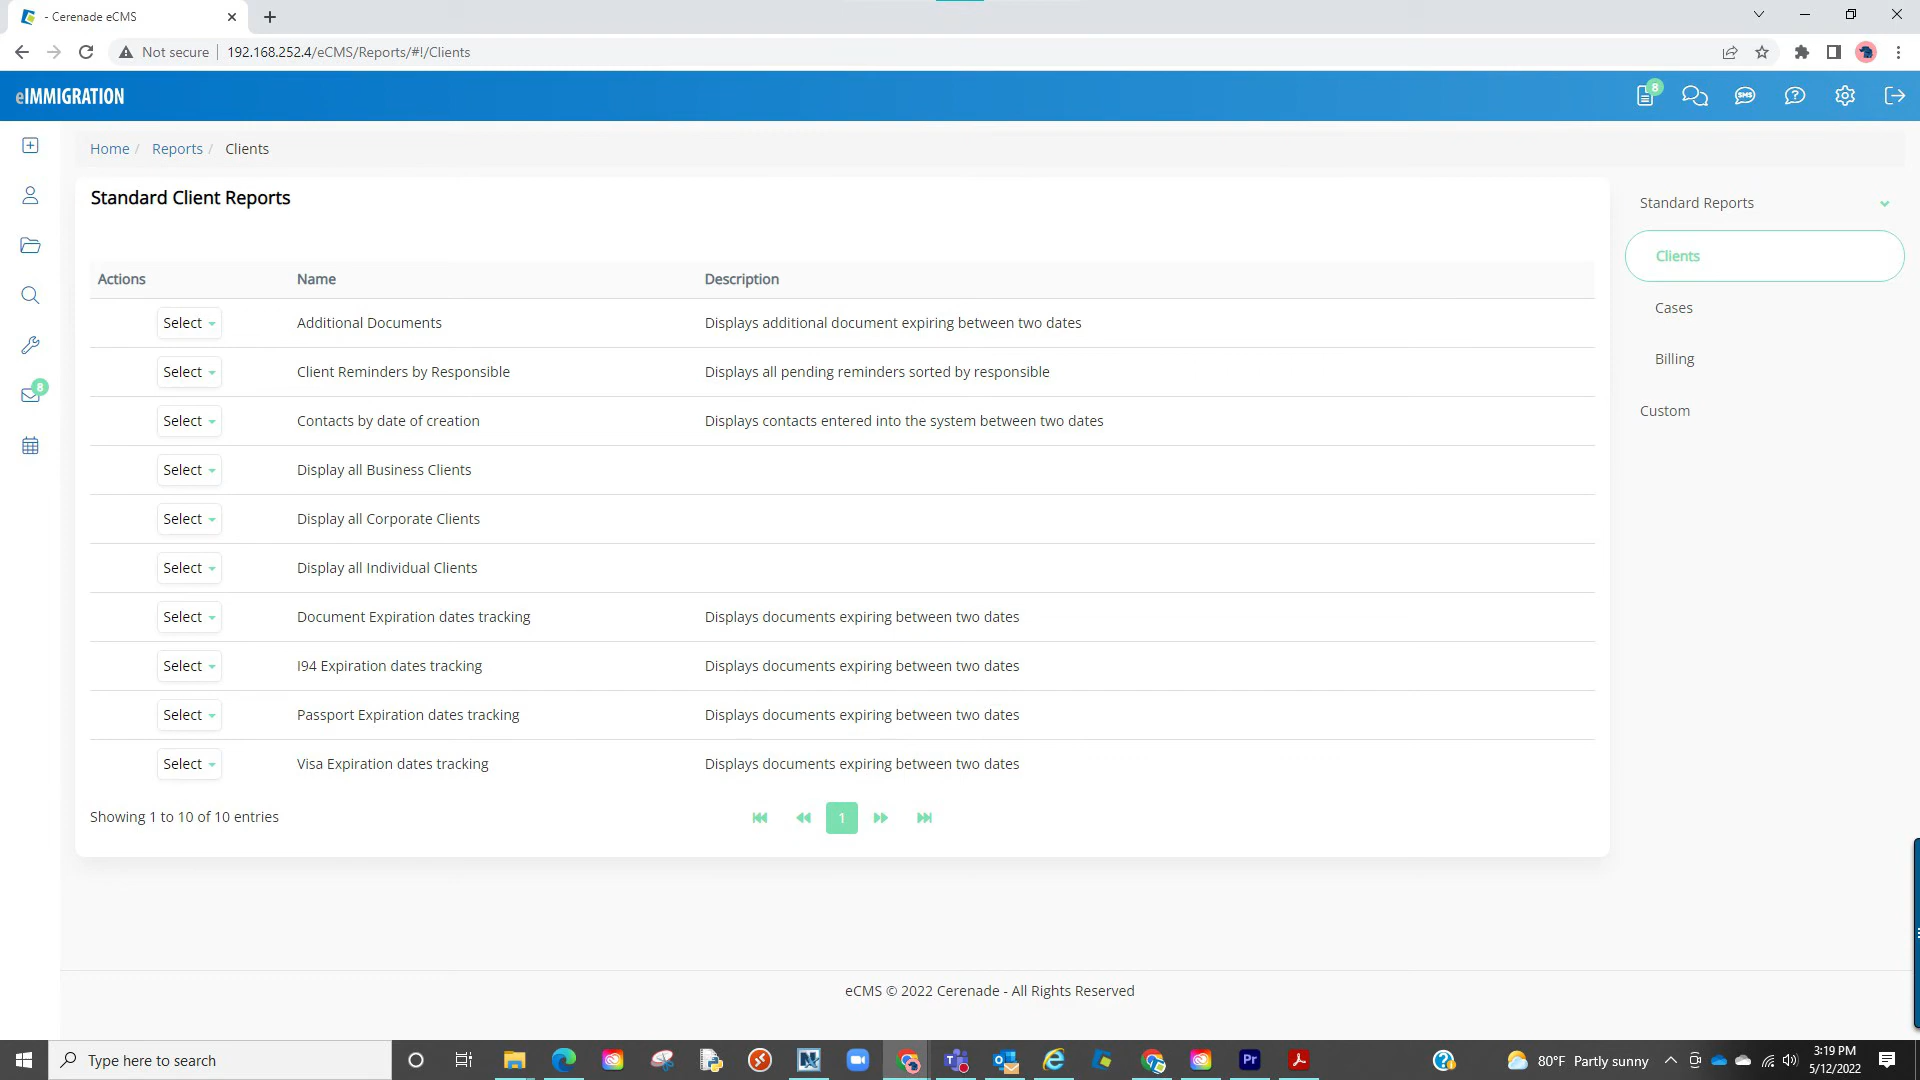 - Cerenade eCMS
Not secure
192.168.252.4/eCMS/Reports/#!/Clients
eIMMIGRATION
8
SMS
Home / Reports / Clients
Standard Client Reports
Standard Reports
Clients
Cases
Billing
Custom
Actions Name Description
Select Additional Documents Displays additional document expiring between two dates
Select Client Reminders by Responsible Displays all pending reminders sorted by responsible
Select Contacts by date of creation Displays contacts entered into the system between two dates
Select Display all Business Clients
Select Display all Corporate Clients
Select Display all Individual Clients
Select Document Expiration dates tracking Displays documents expiring between two dates
Select I94 Expiration dates tracking Displays documents expiring between two dates
Select Passport Expiration dates tracking Displays documents expiring between two dates
Select Visa Expiration dates tracking Displays documents expiring between two dates
8
Showing 1 to 10 of 10 entries
1
eCMS © 2022 Cerenade - All Rights Reserved
Type here to search
Pr
80°F Partly sunny
3:19 PM
5/12/2022